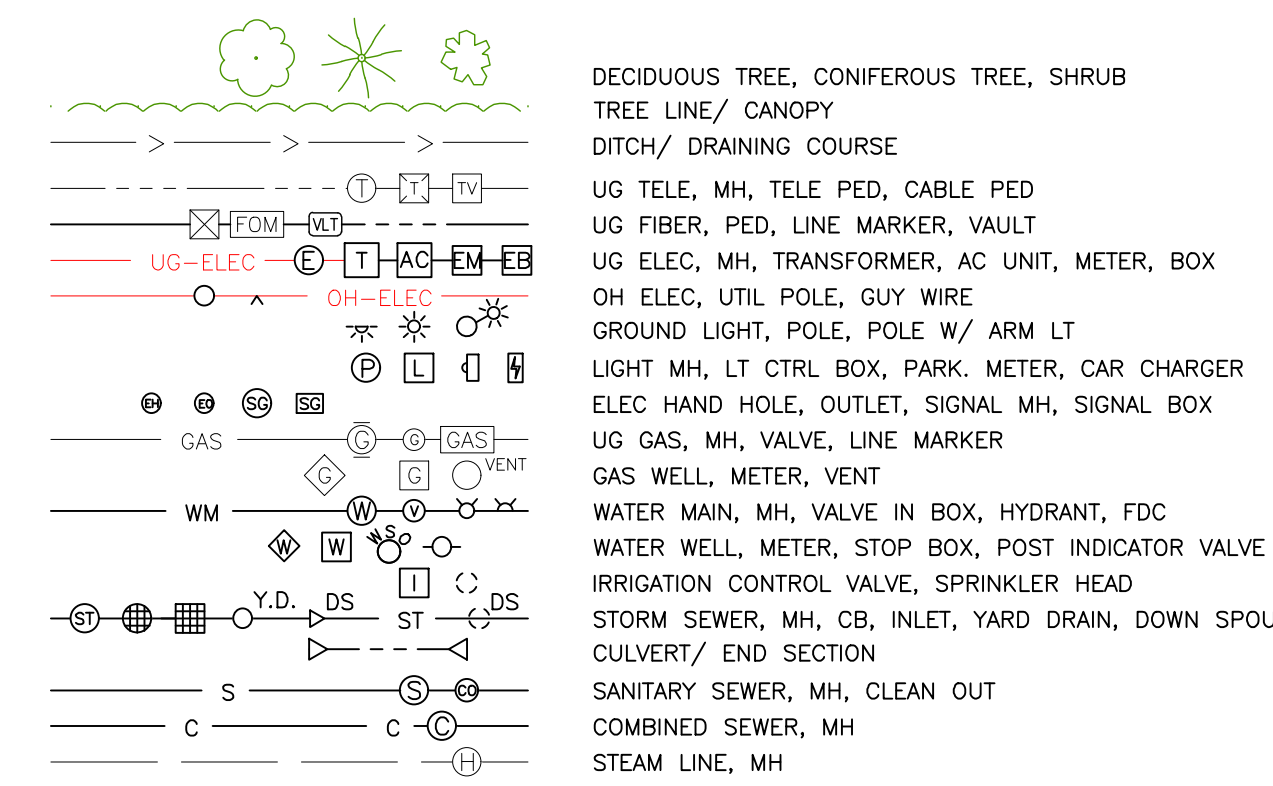 DECIDUOUS TREE, CONIFEROUS TREE, SHRUB
TREE LINE/ CANOPY
DITCH/ DRAINING COURSE
T T TV UG TELE, MH, TELE PED, CABLE PED
FOM VLT UG FIBER, PED, LINE MARKER, VAULT
UG-ELEC E T AC EM EB UG ELEC, MH, TRANSFORMER, AC UNIT, METER, BOX
OH-ELEC OH ELEC, UTIL POLE, GUY WIRE
GROUND LIGHT, POLE, POLE W/ ARM LT
P L LIGHT MH, LT CTRL BOX, PARK. METER, CAR CHARGER
EH EO SG SG ELEC HAND HOLE, OUTLET, SIGNAL MH, SIGNAL BOX
GAS G G GAS UG GAS, MH, VALVE, LINE MARKER
G G VENT GAS WELL, METER, VENT
WM W V WATER MAIN, MH, VALVE IN BOX, HYDRANT, FDC
W W WSO WATER WELL, METER, STOP BOX, POST INDICATOR VALVE
I IRRIGATION CONTROL VALVE, SPRINKLER HEAD
ST Y.D. DS ST DS STORM SEWER, MH, CB, INLET, YARD DRAIN, DOWN SPOU
CULVERT/ END SECTION
S S CO SANITARY SEWER, MH, CLEAN OUT
C C C COMBINED SEWER, MH
H STEAM LINE, MH